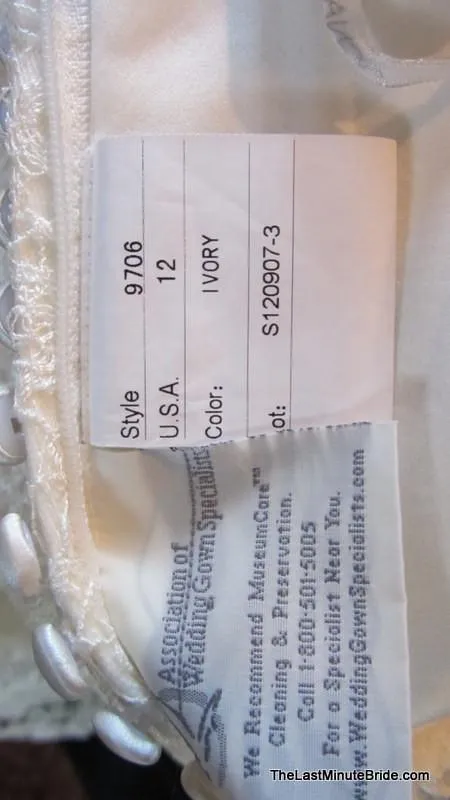 Style 9706
U.S.A. 12
Color: IVORY
ot: S120907-3
Association of
Wedding Gown Specialists
We Recommend MuseumCare™
Cleaning & Preservation.
Call 1-800-501-5005
For a Specialist Near You.
www.WeddingGownSpecialists.com
TheLastMinuteBride.com